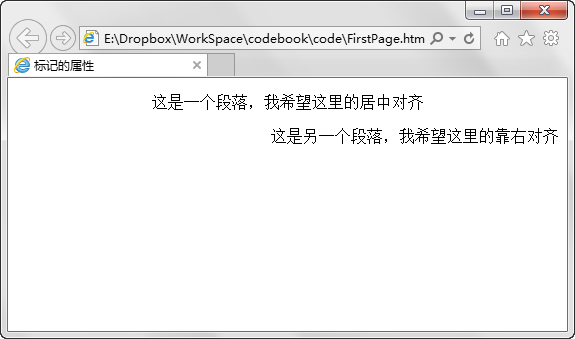 E:\Dropbox\WorkSpace\codebook\code\FirstPage.htm
标记的属性
这是一个段落，我希望这里的居中对齐
这是另一个段落，我希望这里的靠右对齐